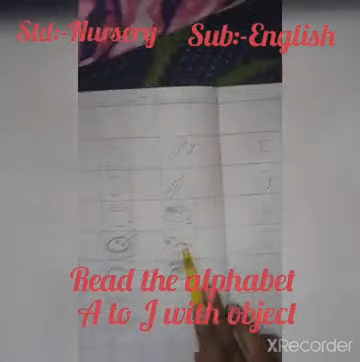 Std:-Nursery Sub:-English
Read the alphabet
A to J with object
XRecorder